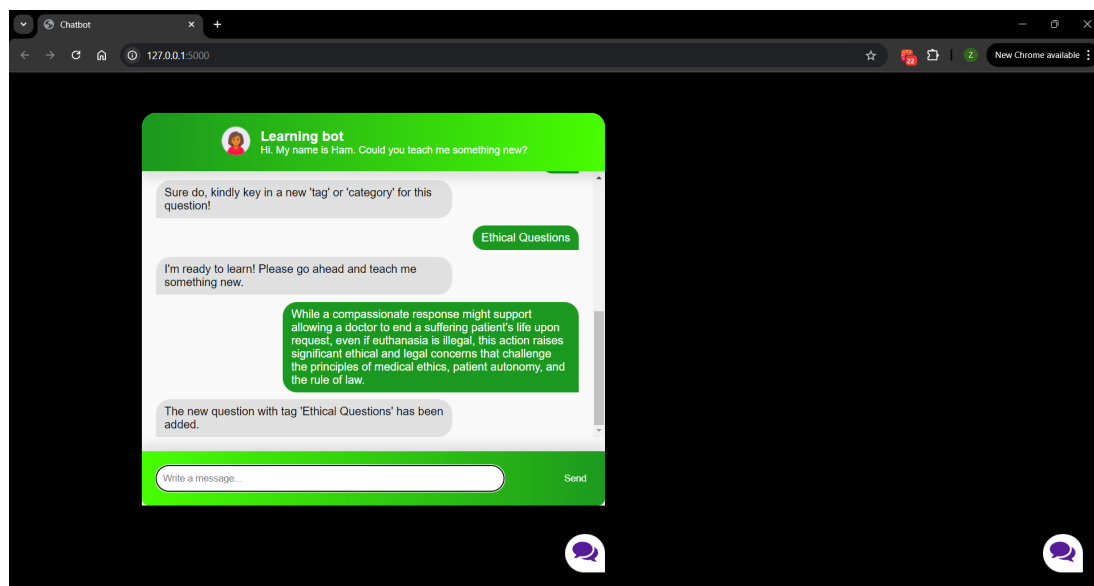 Chatbot
127.0.0.1:5000
22
Z
New Chrome available
Learning bot
Hi. My name is Ham. Could you teach me something new?
Sure do, kindly key in a new 'tag' or 'category' for this
question!
Ethical Questions
I'm ready to learn! Please go ahead and teach me
something new.
While a compassionate response might support
allowing a doctor to end a suffering patient's life upon
request, even if euthanasia is illegal, this action raises
significant ethical and legal concerns that challenge
the principles of medical ethics, patient autonomy, and
the rule of law.
The new question with tag 'Ethical Questions' has been
added.
Write a message...
Send